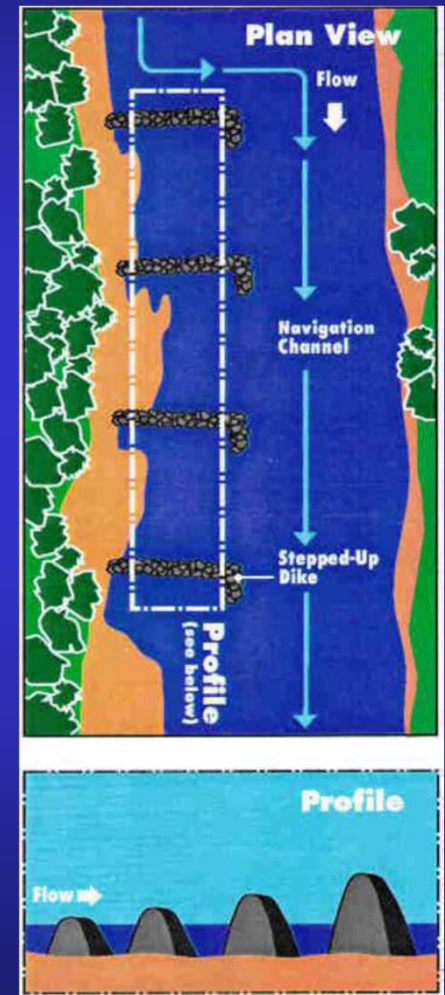 Plan View
Flow
Navigation
Channel
Stepped-Up
Dike
Profile
(see below)
Profile
Flow